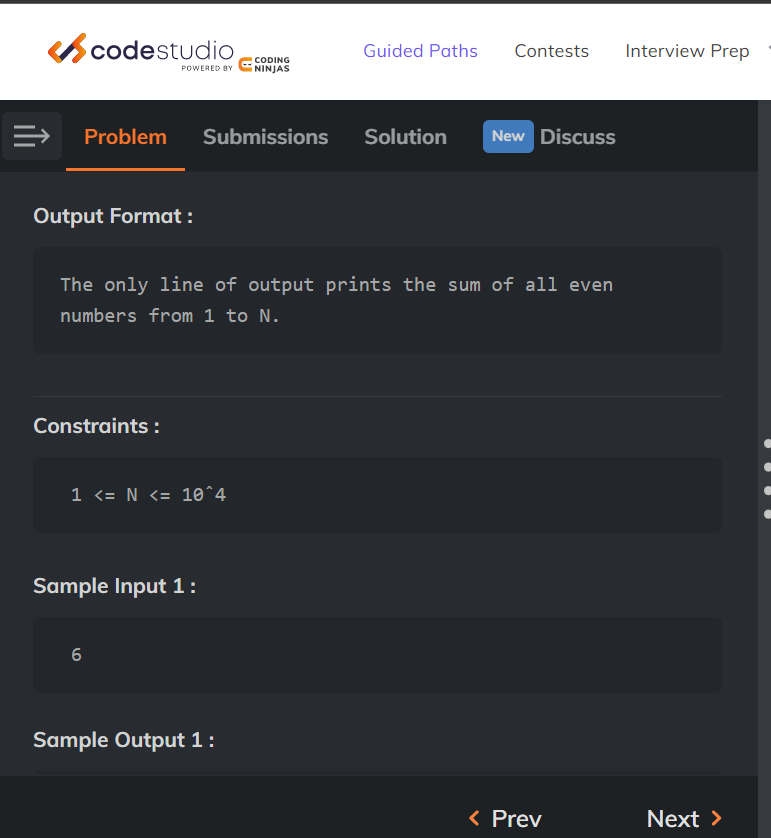 codestudio
POWERED BY CODING NINJAS
Guided Paths
Contests
Interview Prep
Problem
Submissions
Solution
New Discuss
Output Format :
The only line of output prints the sum of all even
numbers from 1 to N.
Constraints :
1 <= N <= 10^4
Sample Input 1 :
6
Sample Output 1 :
Prev
Next